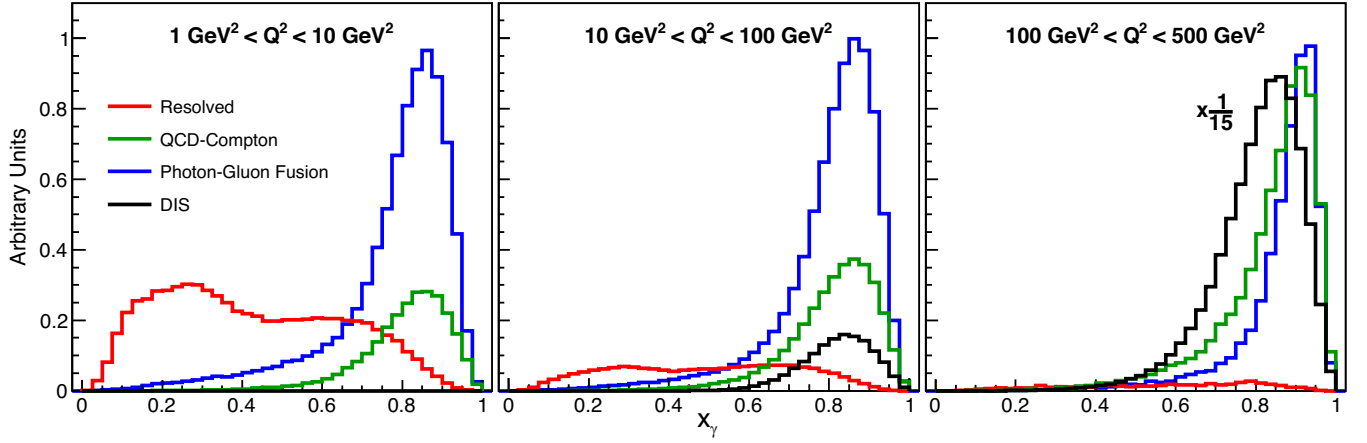 1 GeV² < Q² < 10 GeV²
10 GeV² < Q² < 100 GeV²
100 GeV² < Q² < 500 GeV²
Arbitrary Units
1
0.8
0.6
0.4
0.2
0
Resolved
QCD-Compton
Photon-Gluon Fusion
DIS
x 1/15
0 0.2 0.4 0.6 0.8 1
0 0.2 0.4 0.6 0.8 1
0 0.2 0.4 0.6 0.8 1
xγ